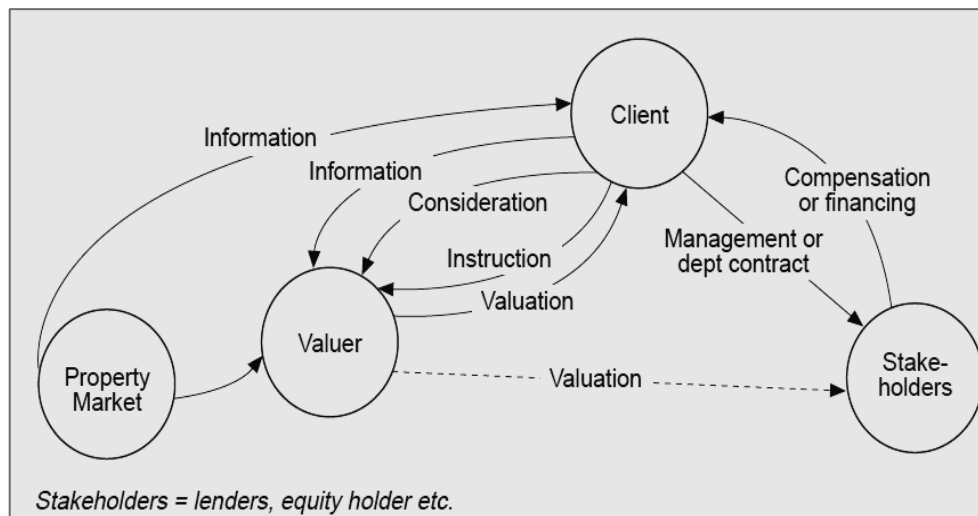 Client
Information
Information
Compensation
or financing
Consideration
Management or
dept contract
Instruction
Valuation
Valuer
Property
Market
Stake-
holders
Valuation
Stakeholders = lenders, equity holder etc.